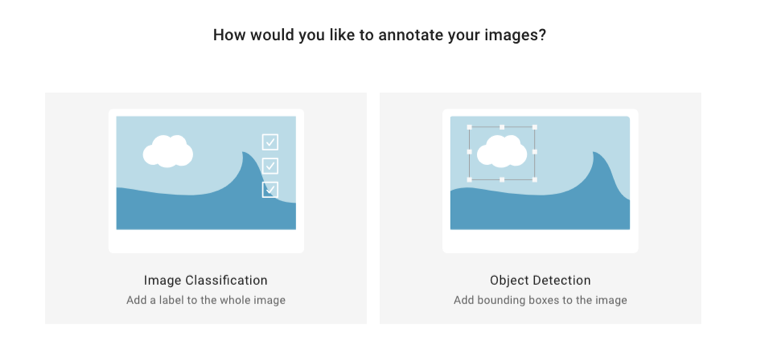 How would you like to annotate your images?
Image Classification
Add a label to the whole image
Object Detection
Add bounding boxes to the image